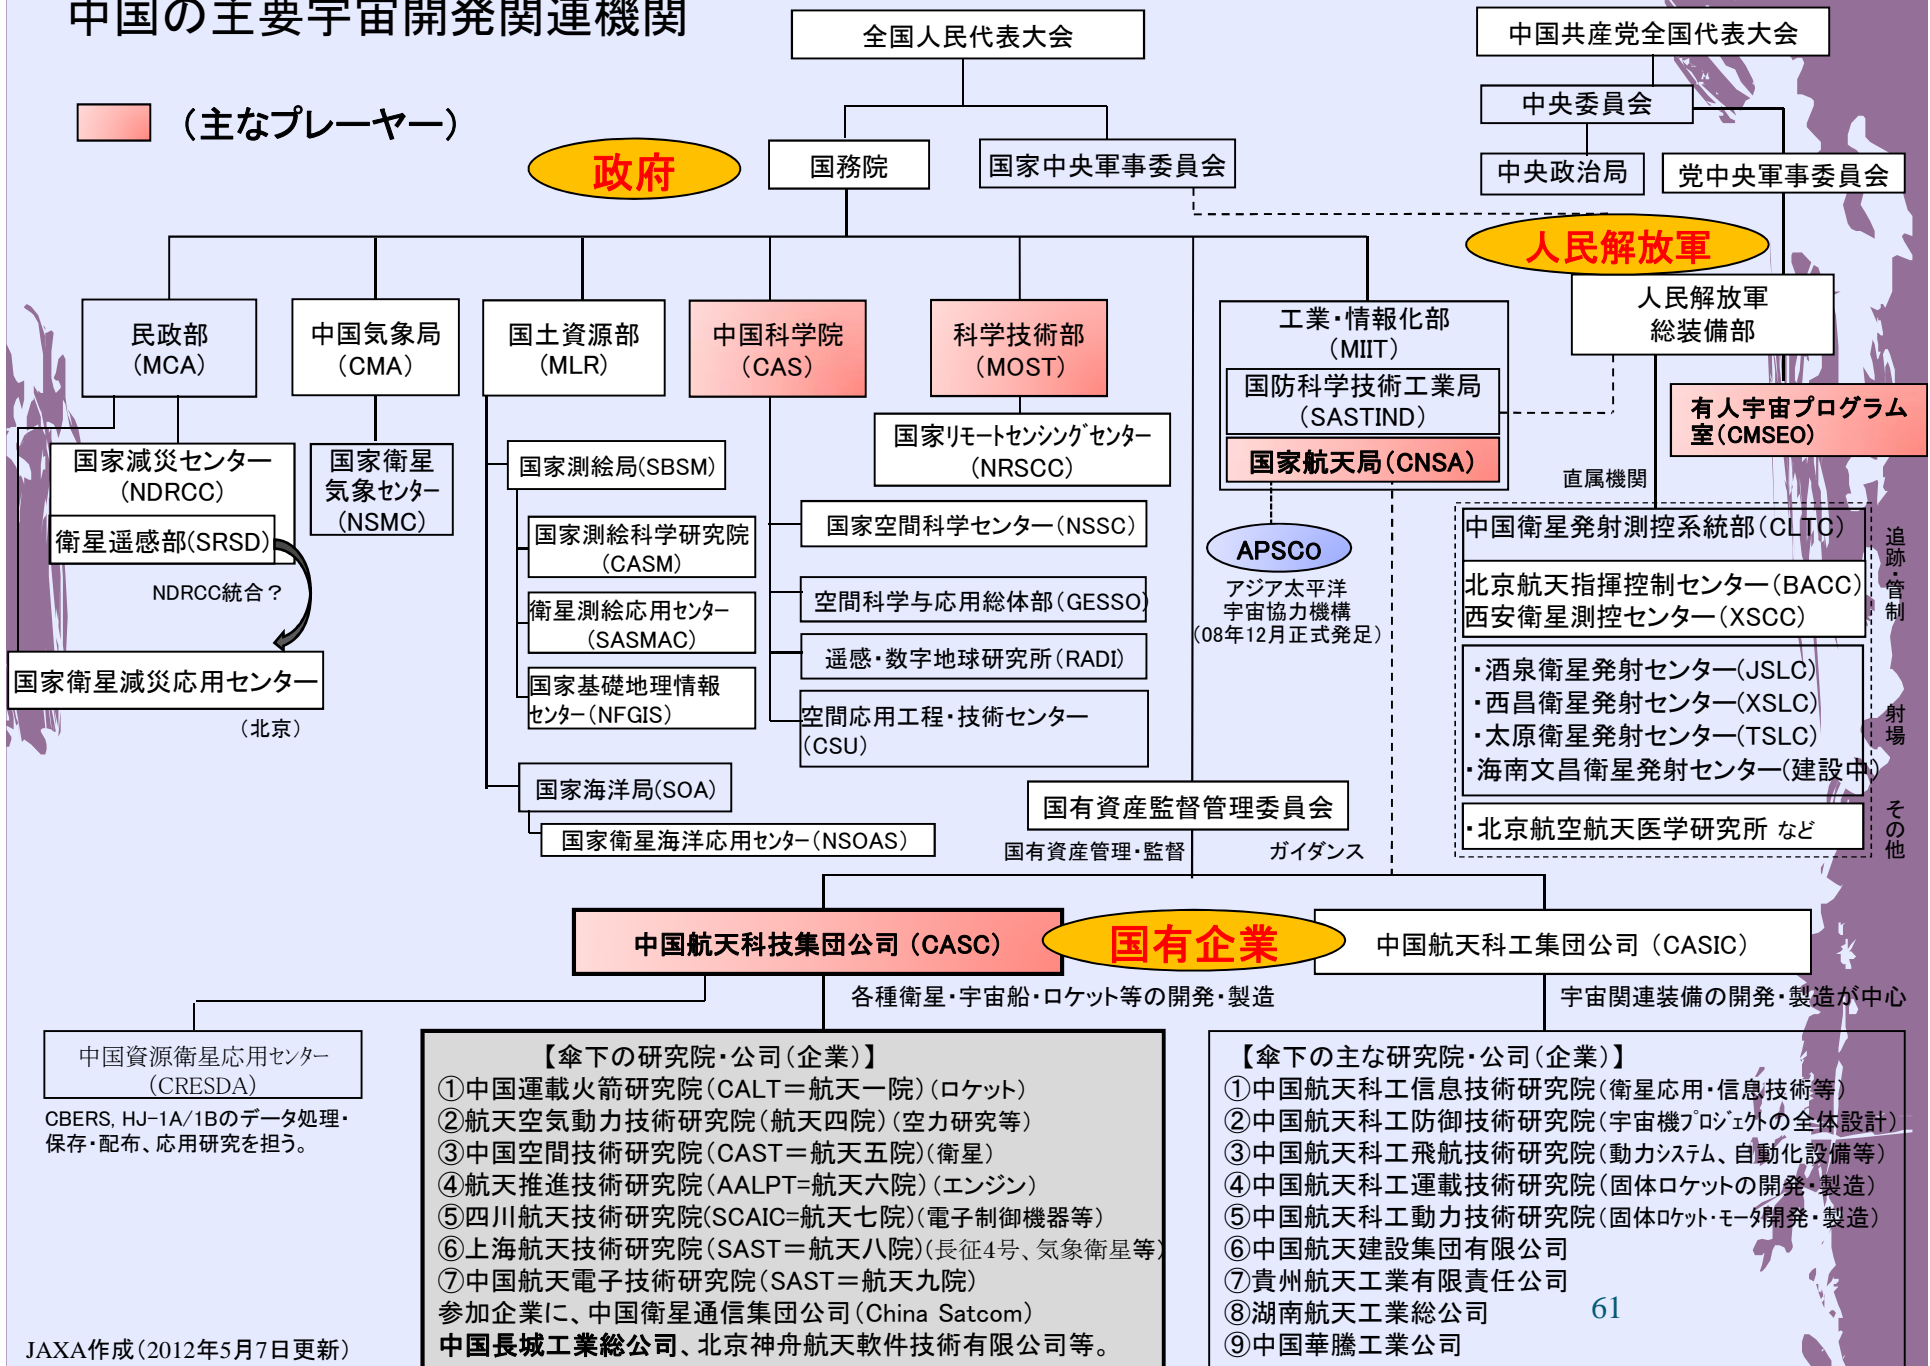 中国の主要宇宙開発関連機関
(主なプレーヤー)
全国人民代表大会
中国共産党全国代表大会
中央委員会
政府
国務院
国家中央軍事委員会
中央政治局
党中央軍事委員会
人民解放軍
民政部
(MCA)
中国気象局
(CMA)
国土資源部
(MLR)
中国科学院
(CAS)
科学技術部
(MOST)
工業・情報化部
(MIIT)
国防科学技術工業局
(SASTIND)
国家航天局(CNSA)
人民解放軍
総装備部
有人宇宙プログラム
室(CMSEO)
国家減災センター
(NDRCC)
衛星遥感部(SRSD)
NDRCC統合？
国家衛星減災応用センター
(北京)
国家衛星
気象センター
(NSMC)
国家測絵局(SBSM)
国家測絵科学研究院
(CASM)
衛星測絵応用センター
(SASMAC)
国家基礎地理情報
センター(NFGIS)
国家海洋局(SOA)
国家衛星海洋応用センター(NSOAS)
国家リモートセンシングセンター
(NRSCC)
国家空間科学センター(NSSC)
空間科学与応用総体部(GESSO)
遥感・数字地球研究所(RADI)
空間応用工程・技術センター
(CSU)
APSCO
アジア太平洋
宇宙協力機構
(08年12月正式発足)
直属機関
中国衛星発射測控系統部(CLTC)
北京航天指揮控制センター(BACC)
西安衛星測控センター(XSCC)
追跡・管制
・酒泉衛星発射センター(JSLC)
・西昌衛星発射センター(XSLC)
・太原衛星発射センター(TSLC)
・海南文昌衛星発射センター(建設中)
射場
・北京航空航天医学研究所 など
その他
国有資産監督管理委員会
国有資産管理・監督
ガイダンス
中国航天科技集団公司 (CASC)
国有企業
中国航天科工集団公司 (CASIC)
各種衛星・宇宙船・ロケット等の開発・製造
宇宙関連装備の開発・製造が中心
中国資源衛星応用センター
(CRESDA)
CBERS, HJ-1A/1Bのデータ処理・
保存・配布、応用研究を担う。
【傘下の研究院・公司(企業)】
①中国運載火箭研究院(CALT＝航天一院)(ロケット)
②航天空気動力技術研究院(航天四院)(空力研究等)
③中国空間技術研究院(CAST＝航天五院)(衛星)
④航天推進技術研究院(AALPT=航天六院)(エンジン)
⑤四川航天技術研究院(SCAIC=航天七院)(電子制御機器等)
⑥上海航天技術研究院(SAST＝航天八院)(長征4号、気象衛星等)
⑦中国航天電子技術研究院(SAST＝航天九院)
参加企業に、中国衛星通信集団公司(China Satcom)
中国長城工業総公司、北京神舟航天軟件技術有限公司等。
【傘下の主な研究院・公司(企業)】
①中国航天科工信息技術研究院(衛星応用・信息技術等)
②中国航天科工防御技術研究院(宇宙機プロジェクトの全体設計)
③中国航天科工飛航技術研究院(動力システム、自動化設備等)
④中国航天科工運載技術研究院(固体ロケットの開発・製造)
⑤中国航天科工動力技術研究院(固体ロケット・モータ開発・製造)
⑥中国航天建設集団有限公司
⑦貴州航天工業有限責任公司
⑧湖南航天工業総公司
⑨中国華騰工業公司
61
JAXA作成(2012年5月7日更新)